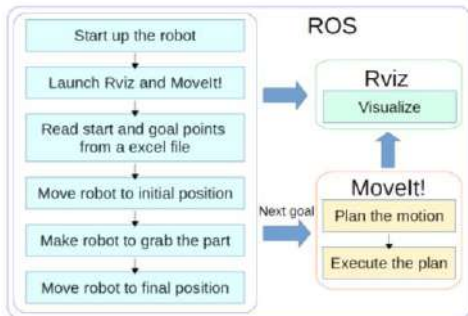 ROS
Start up the robot
Launch Rviz and MoveIt!
Read start and goal points
from a excel file
Move robot to initial position
Make robot to grab the part
Move robot to final position
Rviz
Visualize
Next goal
MoveIt!
Plan the motion
Execute the plan